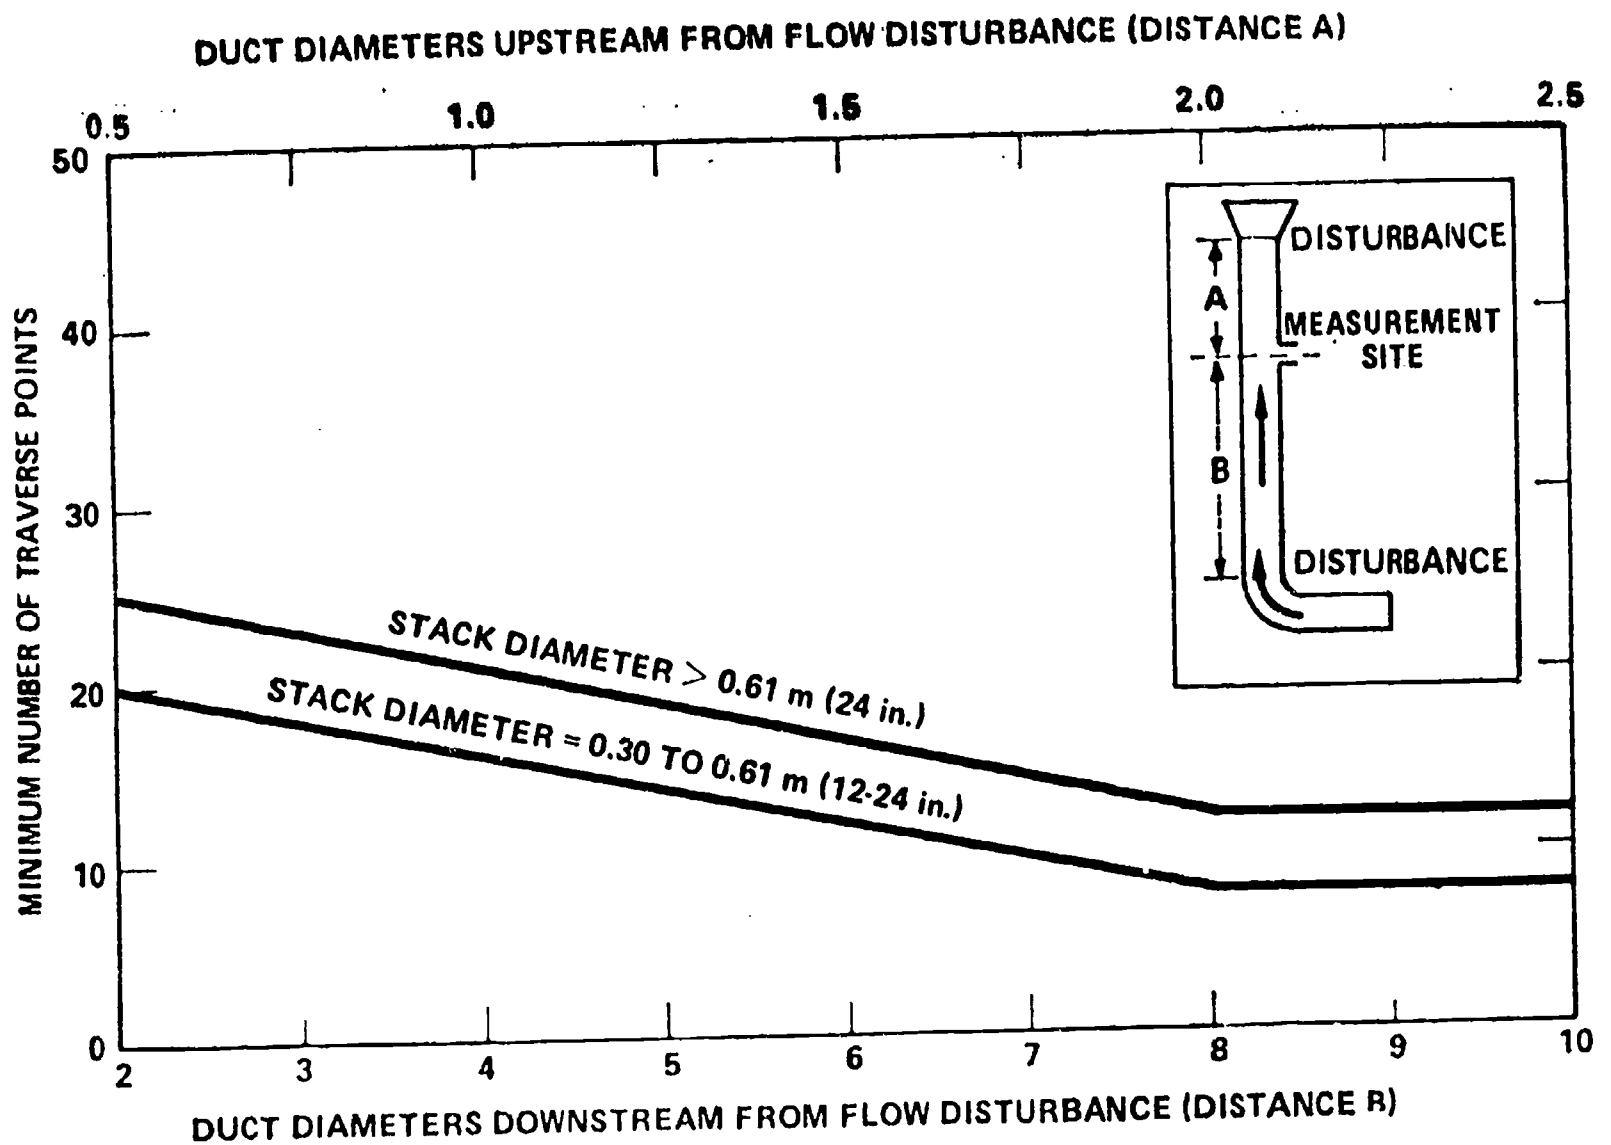 DUCT DIAMETERS UPSTREAM FROM FLOW DISTURBANCE (DISTANCE A)
0.5 1.0 1.5 2.0 2.5
50
40
30
20
10
0
MINIMUM NUMBER OF TRAVERSE POINTS
DISTURBANCE
A
MEASUREMENT
SITE
B
DISTURBANCE
STACK DIAMETER > 0.61 m (24 in.)
STACK DIAMETER = 0.30 TO 0.61 m (12-24 in.)
2 3 4 5 6 7 8 9 10
DUCT DIAMETERS DOWNSTREAM FROM FLOW DISTURBANCE (DISTANCE B)